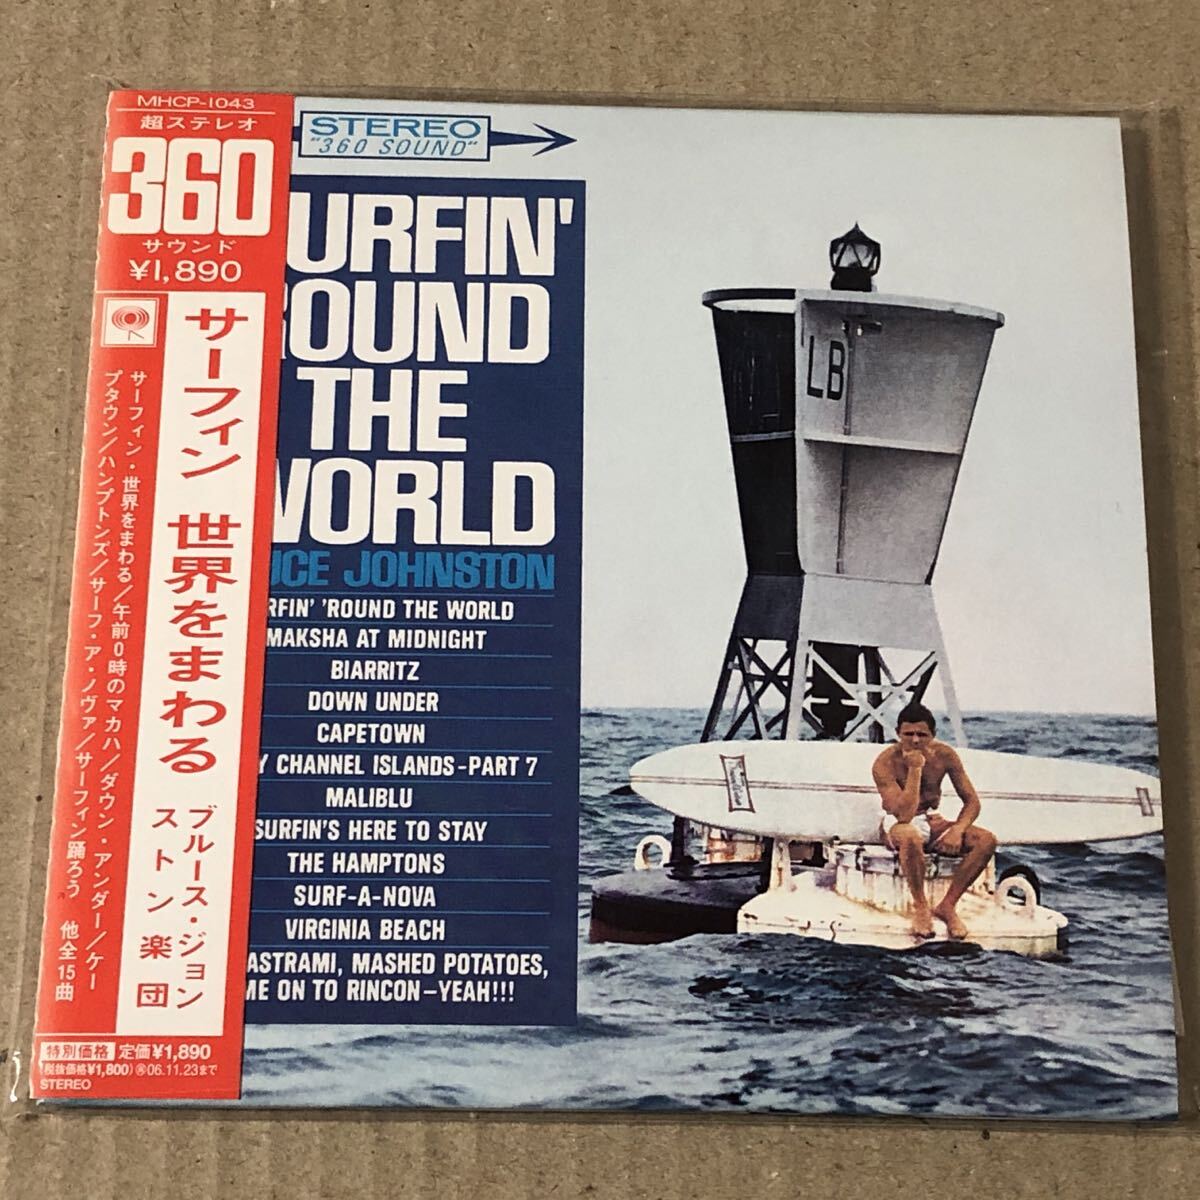 MHCP-1043
超ステレオ
360
サウンド
¥1,890
サーフィン 世界をまわる
ブルース・ジョン
ストン楽団
サーフィン・世界をまわる/午前0時のマカハ/ダウン・アンダー/ケー
プタウン/ハンプトンズ/サーフ・ア・ノヴァ/サーフィン踊ろう 他全15曲
特別価格 定価¥1,890
(税抜価格¥1,800) 06.11.23まで
STEREO
STEREO
"360 SOUND"
URFIN'
ROUND
THE
WORLD
UCE JOHNSTON
RFIN' 'ROUND THE WORLD
MAKSHA AT MIDNIGHT
BIARRITZ
DOWN UNDER
CAPETOWN
Y CHANNEL ISLANDS-PART 7
MALIBLU
SURFIN'S HERE TO STAY
THE HAMPTONS
SURF-A-NOVA
VIRGINIA BEACH
ASTRAMI, MASHED POTATOES,
ME ON TO RINCON-YEAH!!!
LB